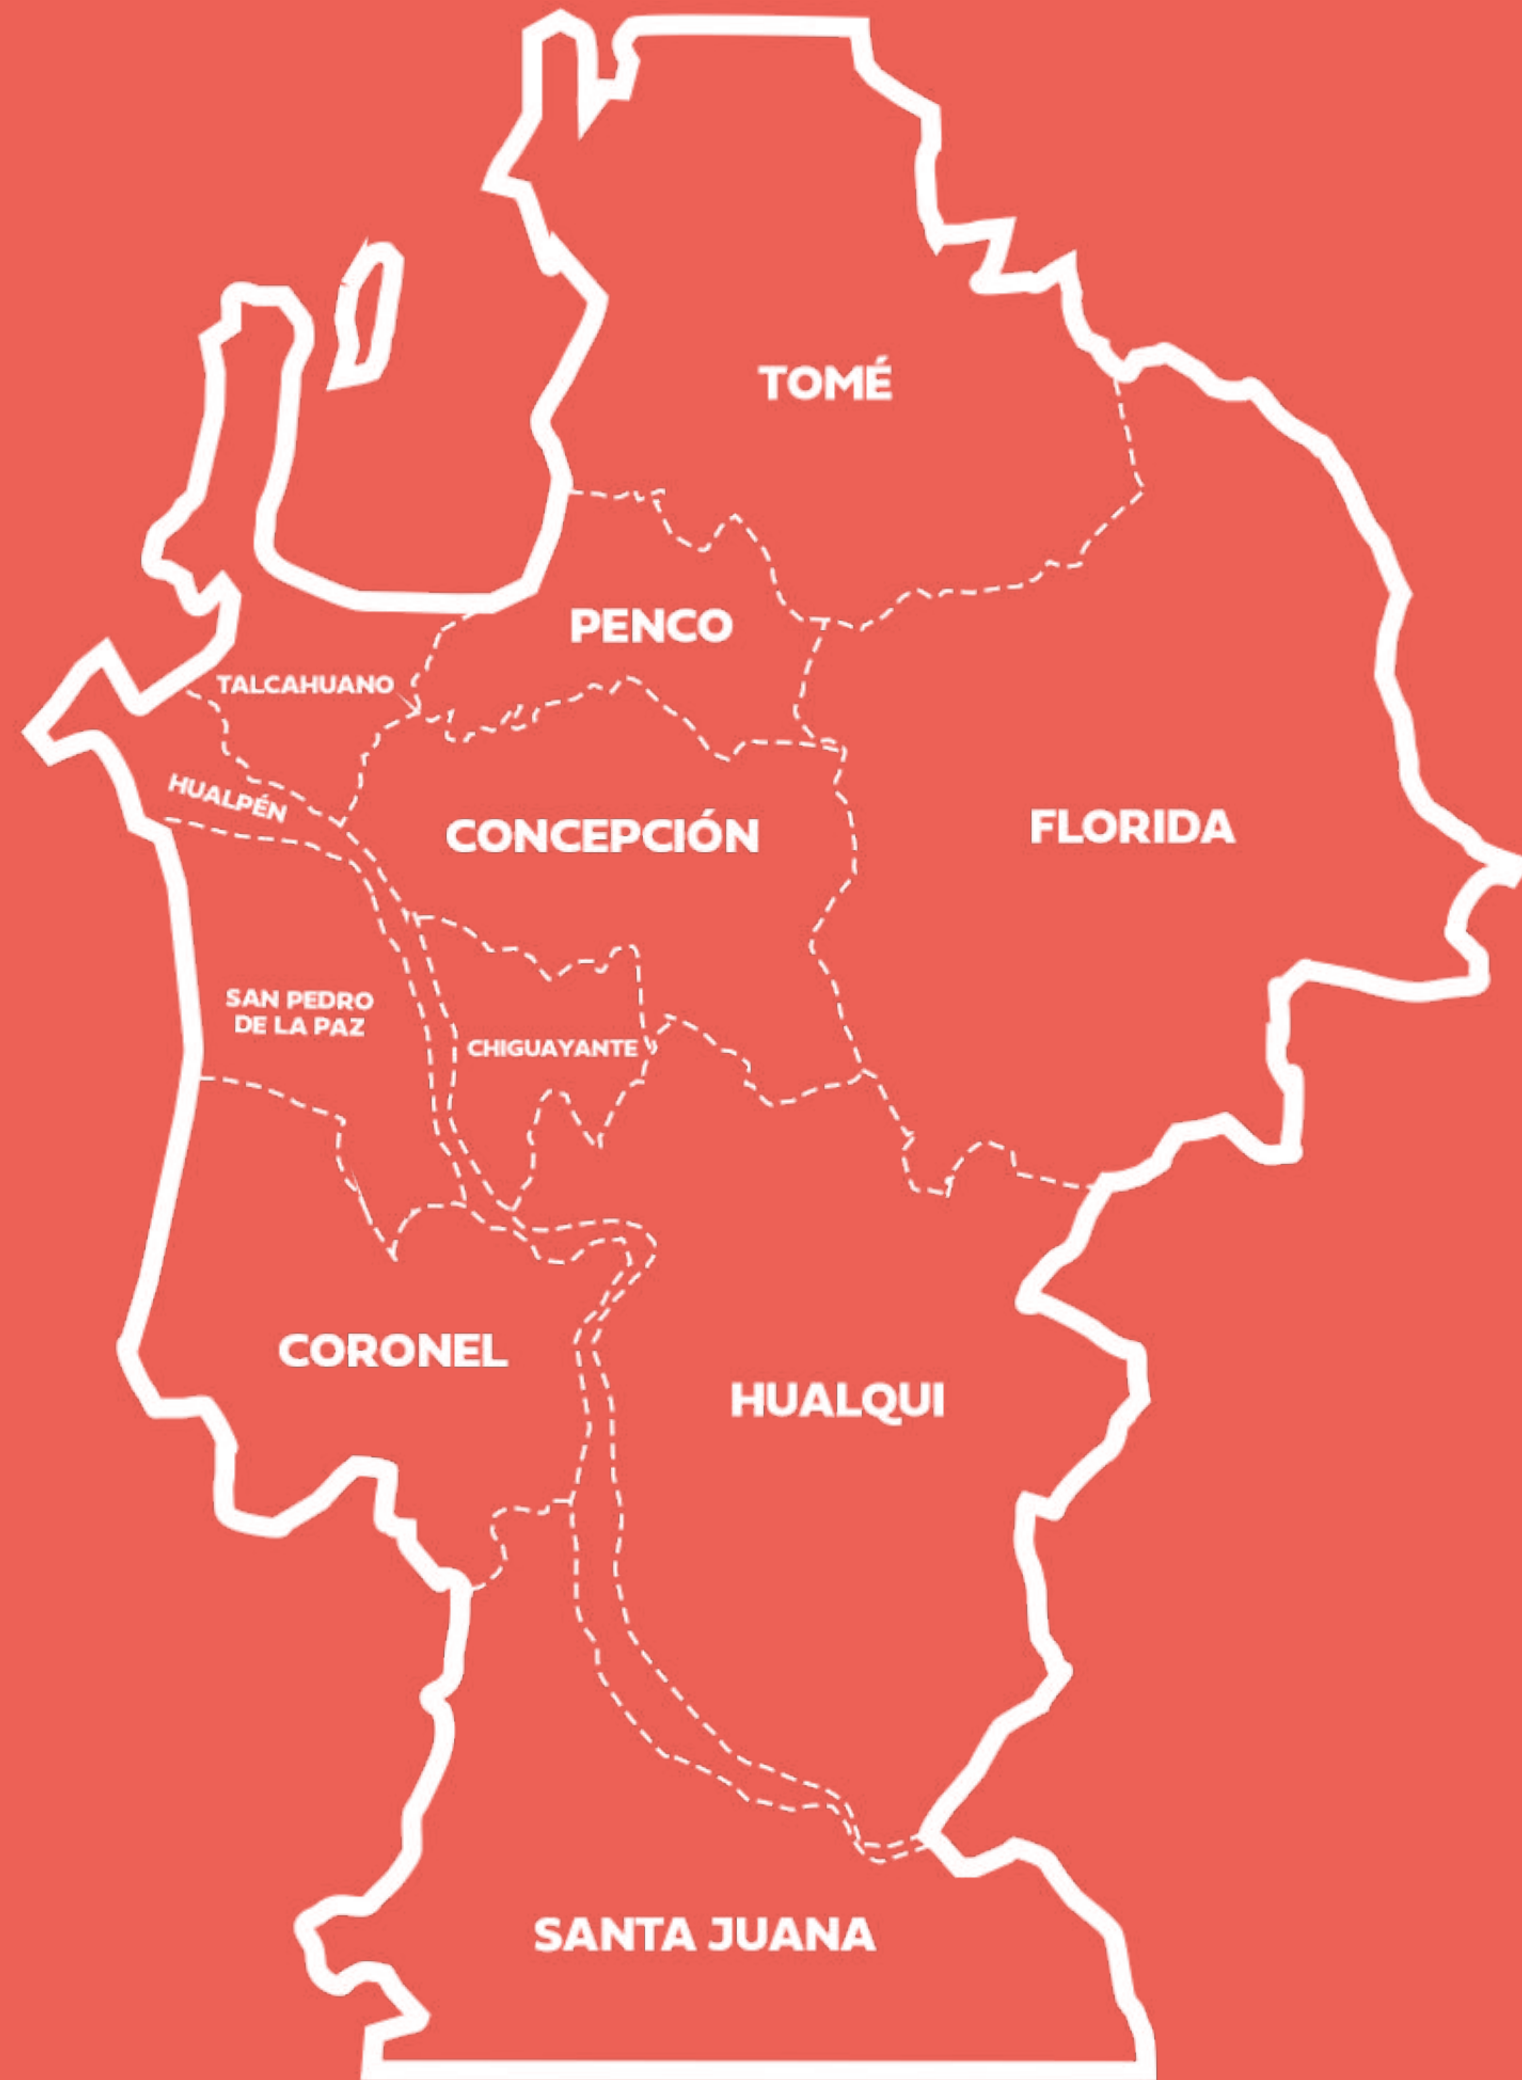 TOMÉ
PENCO
TALCAHUANO
HUALPÉN
CONCEPCIÓN
FLORIDA
SAN PEDRO
DE LA PAZ
CHIGUAYANTE
CORONEL
HUALQUI
SANTA JUANA